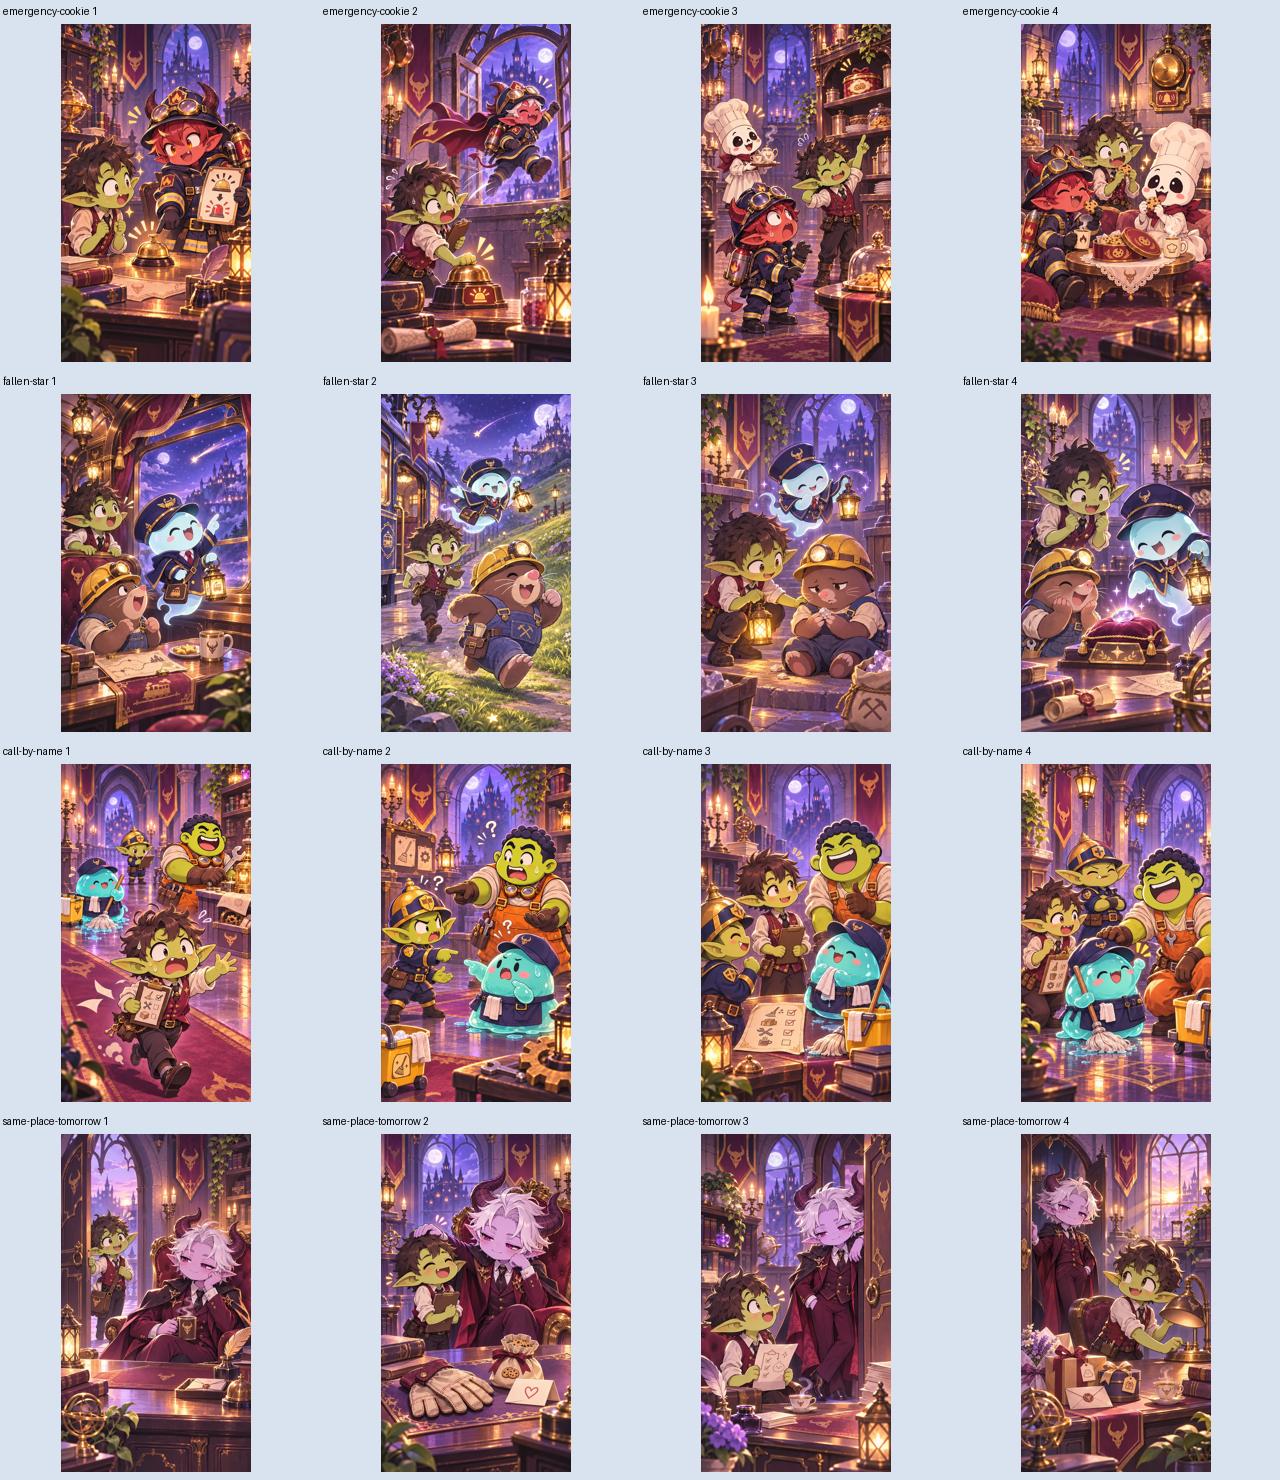 emergency-cookie 1
emergency-cookie 2
emergency-cookie 3
emergency-cookie 4
fallen-star 1
fallen-star 2
fallen-star 3
fallen-star 4
call-by-name 1
call-by-name 2
call-by-name 3
call-by-name 4
?
?
?
same-place-tomorrow 1
same-place-tomorrow 2
same-place-tomorrow 3
same-place-tomorrow 4